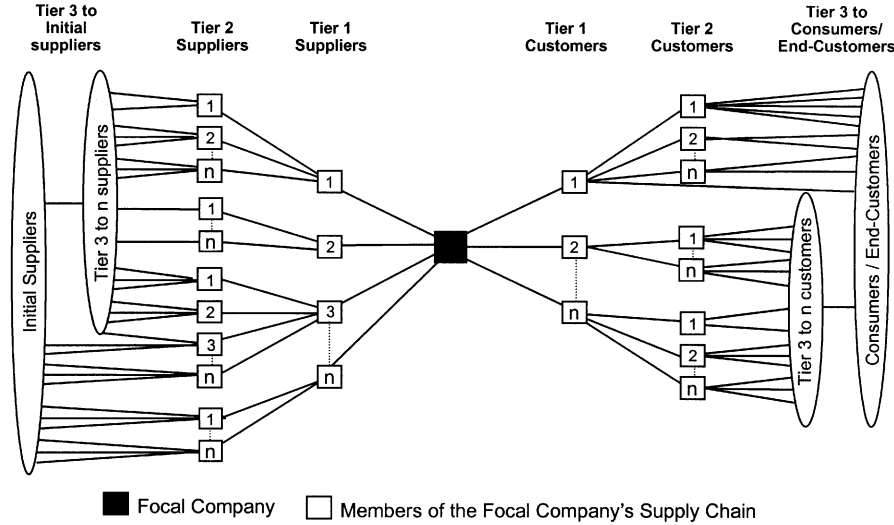 Tier 3 to
Initial
suppliers
Tier 2
Suppliers
Tier 1
Suppliers
Tier 1
Customers
Tier 2
Customers
Tier 3 to
Consumers/
End-Customers
Initial Suppliers
Tier 3 to n suppliers
1
2
n
1
n
1
2
3
n
1
n
1
2
3
n
1
2
n
1
2
n
1
n
1
2
n
Tier 3 to n customers
Consumers / End-Customers
Focal Company
Members of the Focal Company's Supply Chain